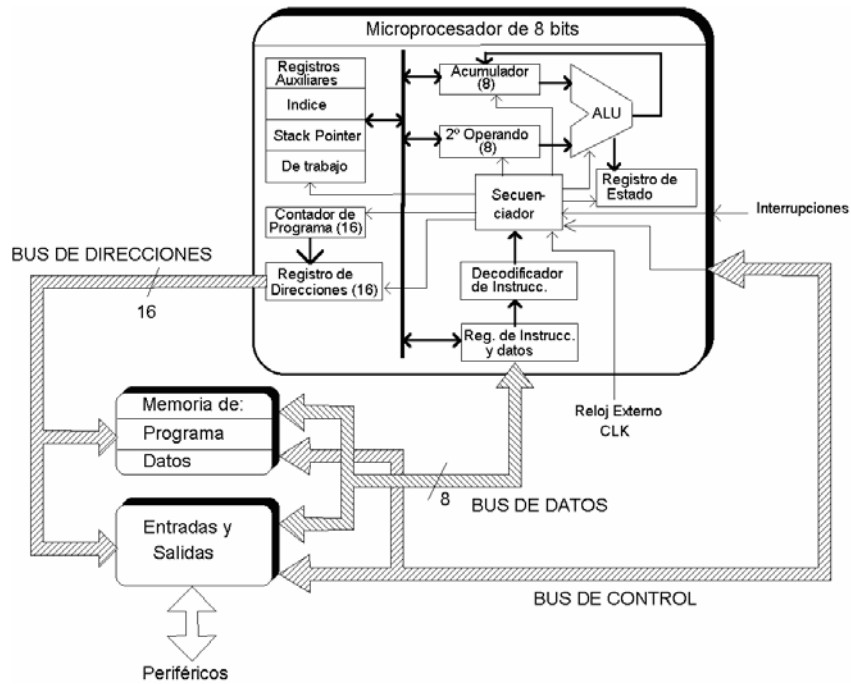 Microprocesador de 8 bits
Registros
Auxiliares
Indice
Stack Pointer
De trabajo
Acumulador
(8)
2º Operando
(8)
ALU
Registro de
Estado
Secuen-
ciador
Contador de
Programa (16)
Registro de
Direcciones (16)
Decodificador
de Instrucc.
Reg. de Instrucc.
y datos
Interrupciones
BUS DE DIRECCIONES
16
Reloj Externo
CLK
Memoria de:
Programa
Datos
8
BUS DE DATOS
Entradas y
Salidas
BUS DE CONTROL
Periféricos